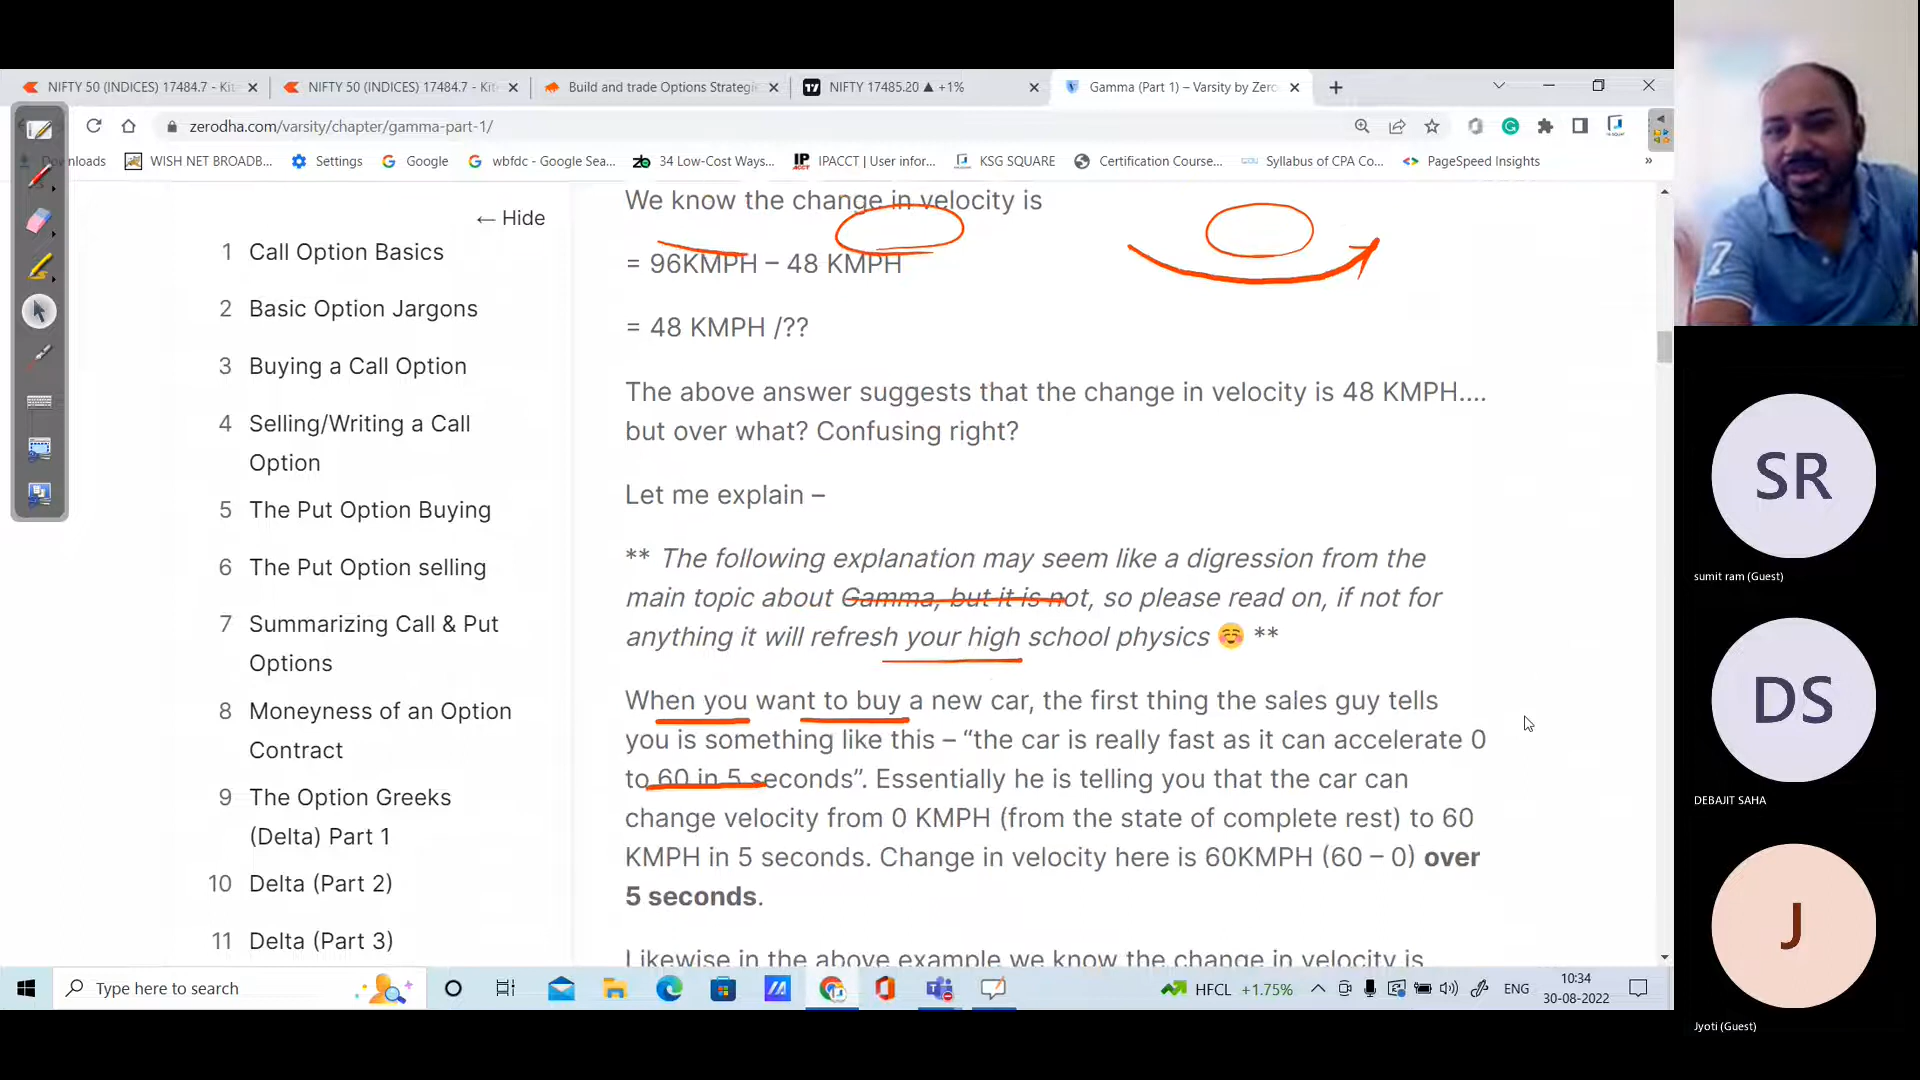 NIFTY 50 (INDICES) 17484.7 - Kit
NIFTY 50 (INDICES) 17484.7 - Kit
Build and trade Options Strategi
NIFTY 17485.20 ▲ +1%
Gamma (Part 1) – Varsity by Zero
zerodha.com/varsity/chapter/gamma-part-1/
WISH NET BROADB...
Settings
Google
wbfdc - Google Sea...
34 Low-Cost Ways...
IPACCT | User infor...
KSG SQUARE
Certification Course...
Syllabus of CPA Co...
PageSpeed Insights
»
← Hide
1 Call Option Basics
2 Basic Option Jargons
3 Buying a Call Option
4 Selling/Writing a Call
Option
5 The Put Option Buying
6 The Put Option selling
7 Summarizing Call & Put
Options
8 Moneyness of an Option
Contract
9 The Option Greeks
(Delta) Part 1
10 Delta (Part 2)
11 Delta (Part 3)
We know the change in velocity is
= 96KMPH – 48 KMPH
= 48 KMPH /??
The above answer suggests that the change in velocity is 48 KMPH....
but over what? Confusing right?
Let me explain –
** The following explanation may seem like a digression from the
main topic about Gamma, but it is not, so please read on, if not for
anything it will refresh your high school physics ☺ **
When you want to buy a new car, the first thing the sales guy tells
you is something like this – “the car is really fast as it can accelerate 0
to 60 in 5 seconds”. Essentially he is telling you that the car can
change velocity from 0 KMPH (from the state of complete rest) to 60
KMPH in 5 seconds. Change in velocity here is 60KMPH (60 – 0) over
5 seconds.
Likewise in the above example we know the change in velocity is
Type here to search
HFCL +1.75%
ENG
10:34
30-08-2022
7
SR
sumit ram (Guest)
DS
DEBAJIT SAHA
J
Jyoti (Guest)